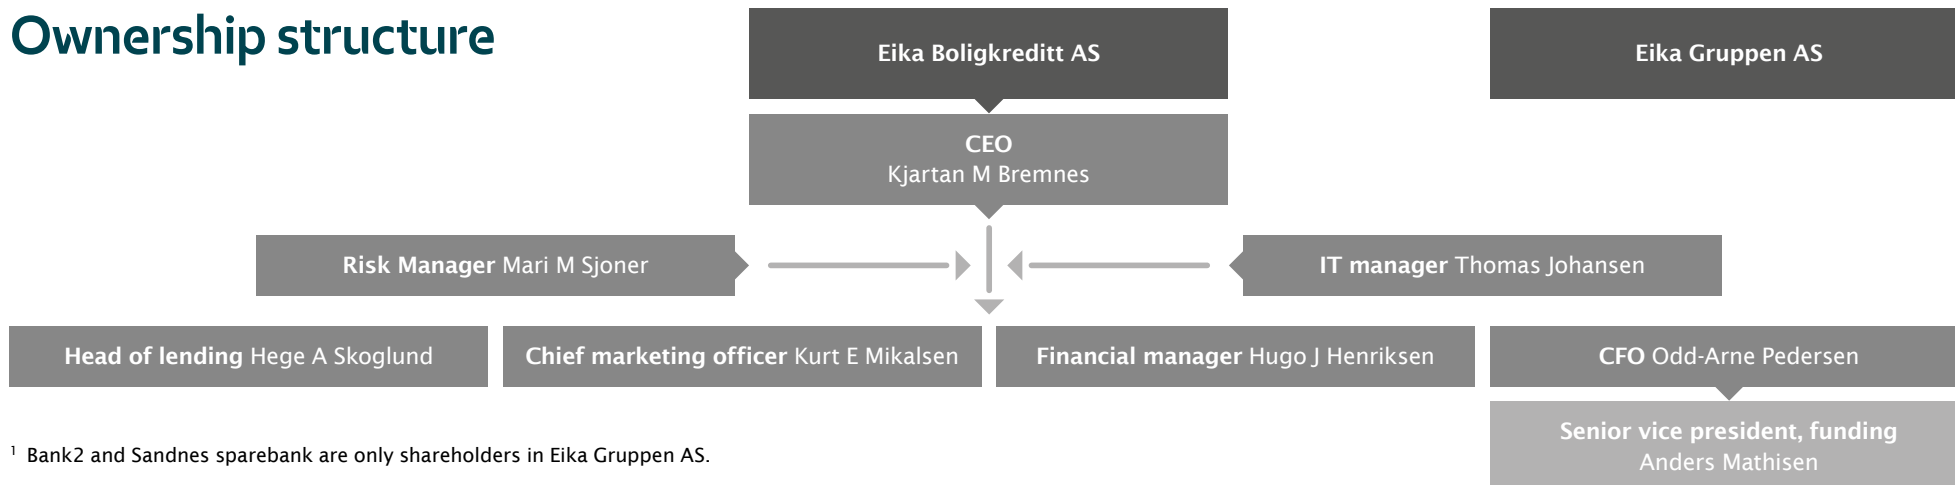 Ownership structure
Eika Boligkreditt AS
Eika Gruppen AS
CEO
Kjartan M Bremnes
Risk Manager Mari M Sjoner
IT manager Thomas Johansen
Head of lending Hege A Skoglund
Chief marketing officer Kurt E Mikalsen
Financial manager Hugo J Henriksen
CFO Odd-Arne Pedersen
Senior vice president, funding
Anders Mathisen
1 Bank2 and Sandnes sparebank are only shareholders in Eika Gruppen AS.